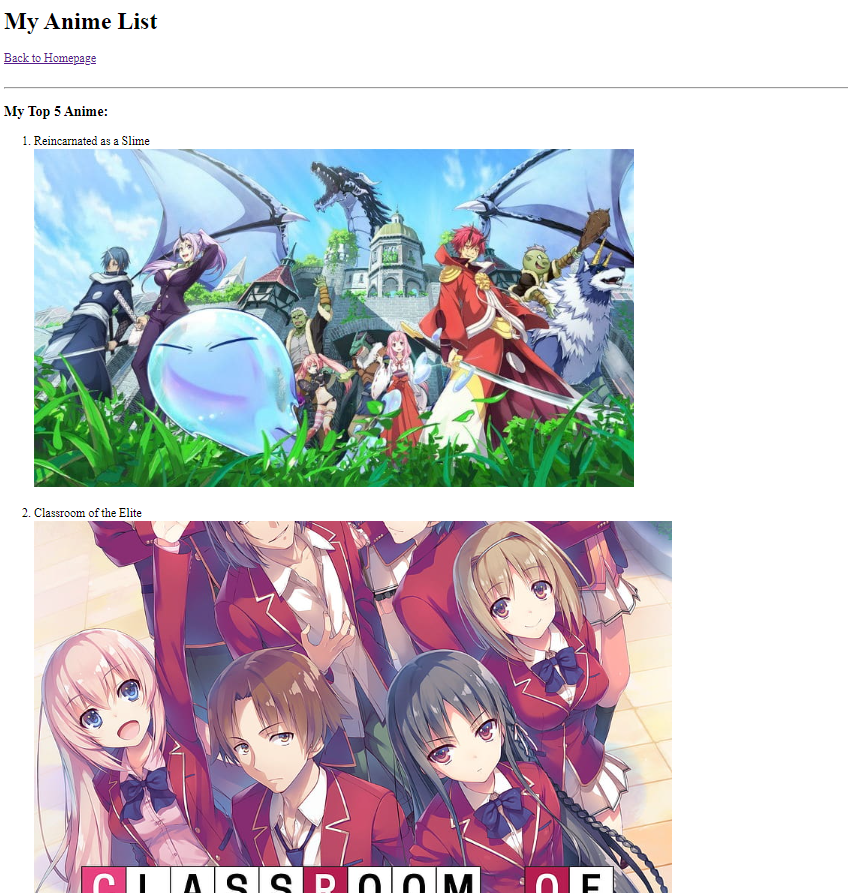 My Anime List
Back to Homepage
My Top 5 Anime:
1. Reincarnated as a Slime
2. Classroom of the Elite
CLASSROOM OF